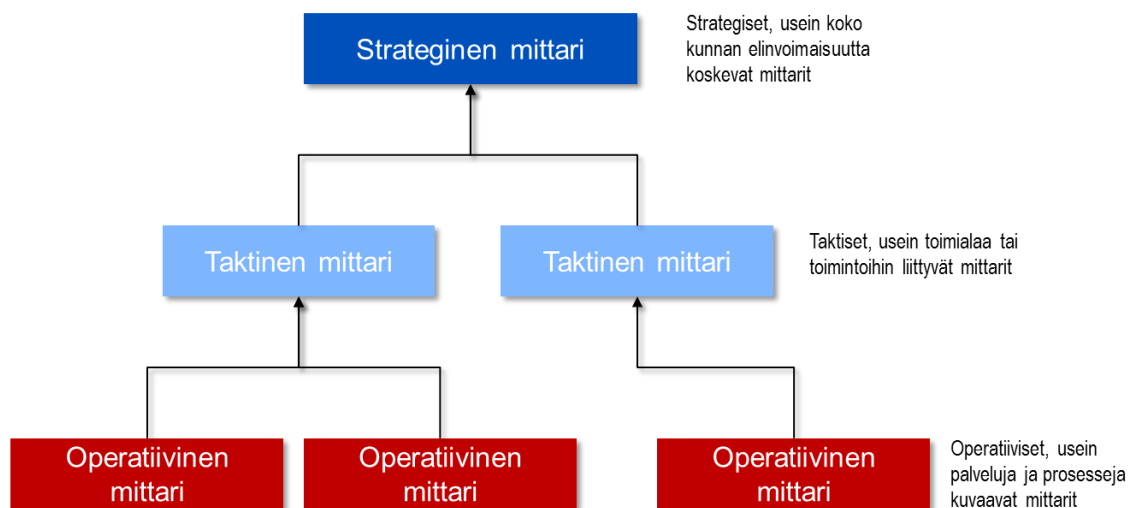 Strateginen mittari
Strategiset, usein koko
kunnan elinvoimaisuutta
koskevat mittarit
Taktinen mittari
Taktinen mittari
Taktiset, usein toimialaa tai
toimintoihin liittyvät mittarit
Operatiivinen
mittari
Operatiivinen
mittari
Operatiivinen
mittari
Operatiiviset, usein
palveluja ja prosesseja
kuvaavat mittarit